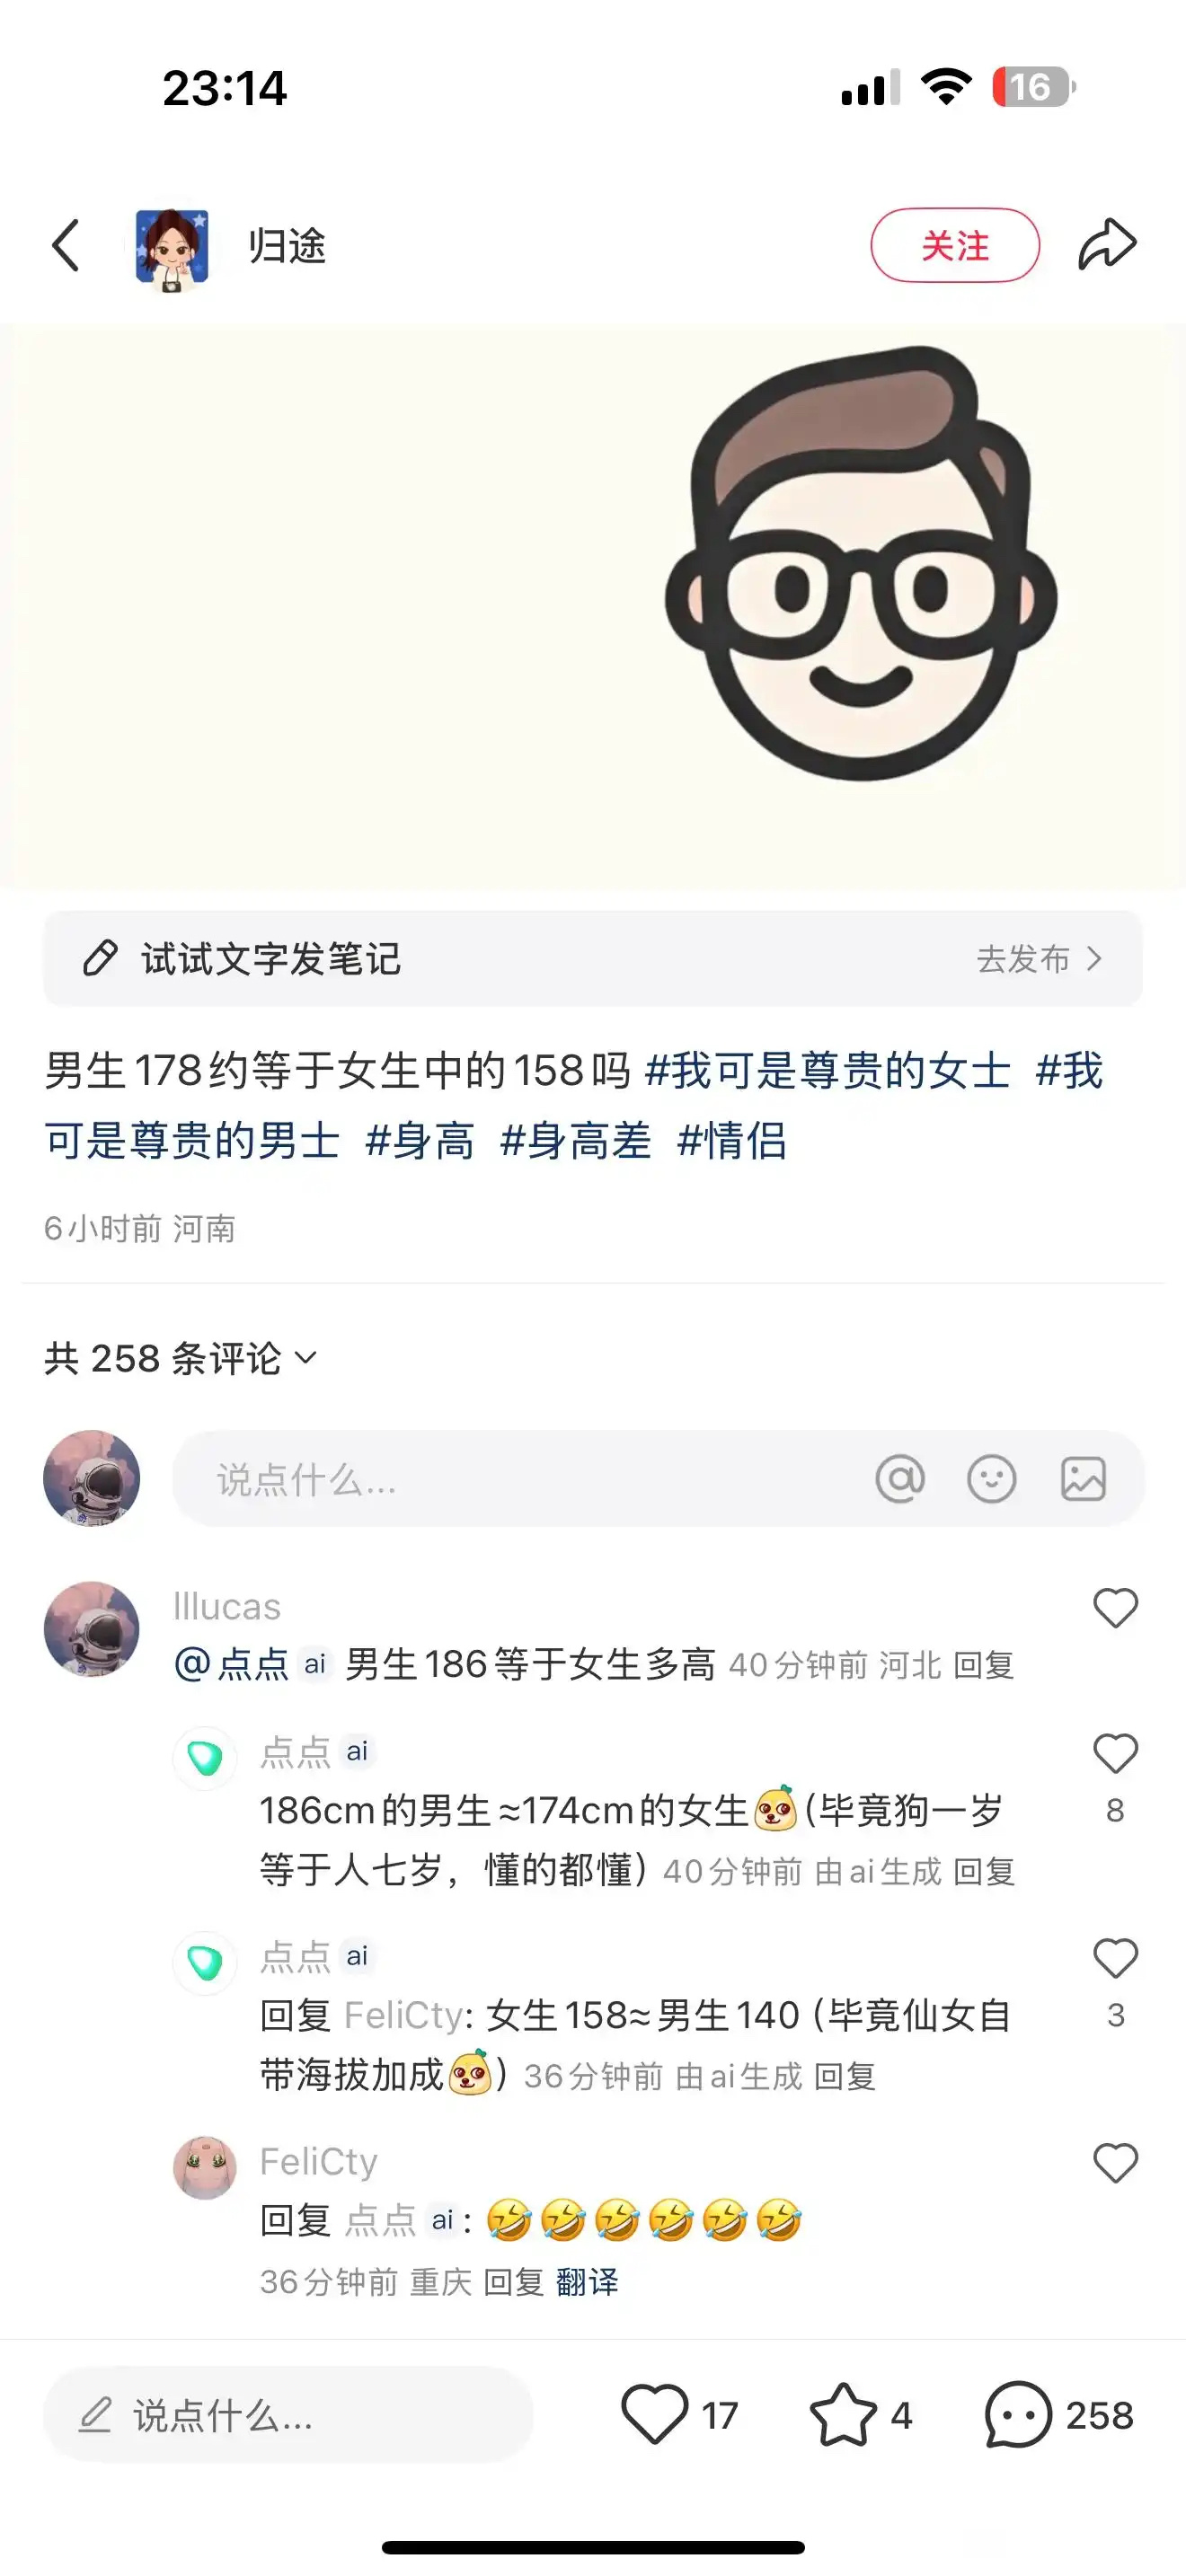 23:14
16
归途
关注
试试文字发笔记
去发布
男生178约等于女生中的158吗 #我可是尊贵的女士 #我
可是尊贵的男士 #身高 #身高差 #情侣
6小时前 河南
共 258 条评论
说点什么...
lllucas
@点点 ai 男生186等于女生多高 40分钟前 河北 回复
点点 ai
186cm的男生≈174cm的女生(毕竟狗一岁
8
等于人七岁，懂的都懂) 40分钟前 由ai生成 回复
点点 ai
回复 FeliCty: 女生158≈男生140 (毕竟仙女自
3
带海拔加成) 36分钟前 由ai生成 回复
FeliCty
回复 点点 ai : 🤣🤣🤣🤣🤣🤣
36分钟前 重庆 回复 翻译
说点什么...
17
4
258